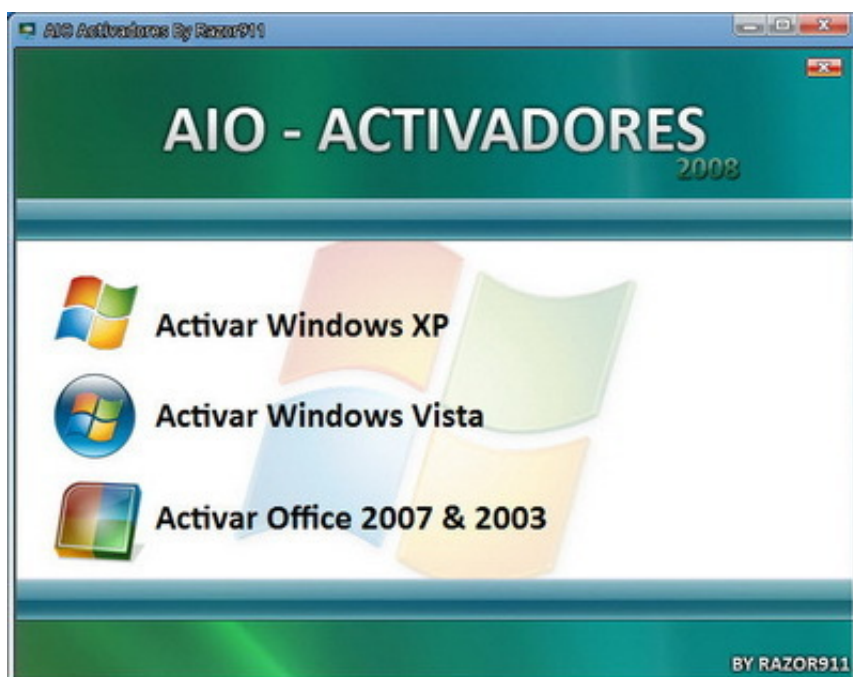 AIO Activadores By Razor911
AIO - ACTIVADORES
2008
Activar Windows XP
Activar Windows Vista
Activar Office 2007 & 2003
BY RAZOR911